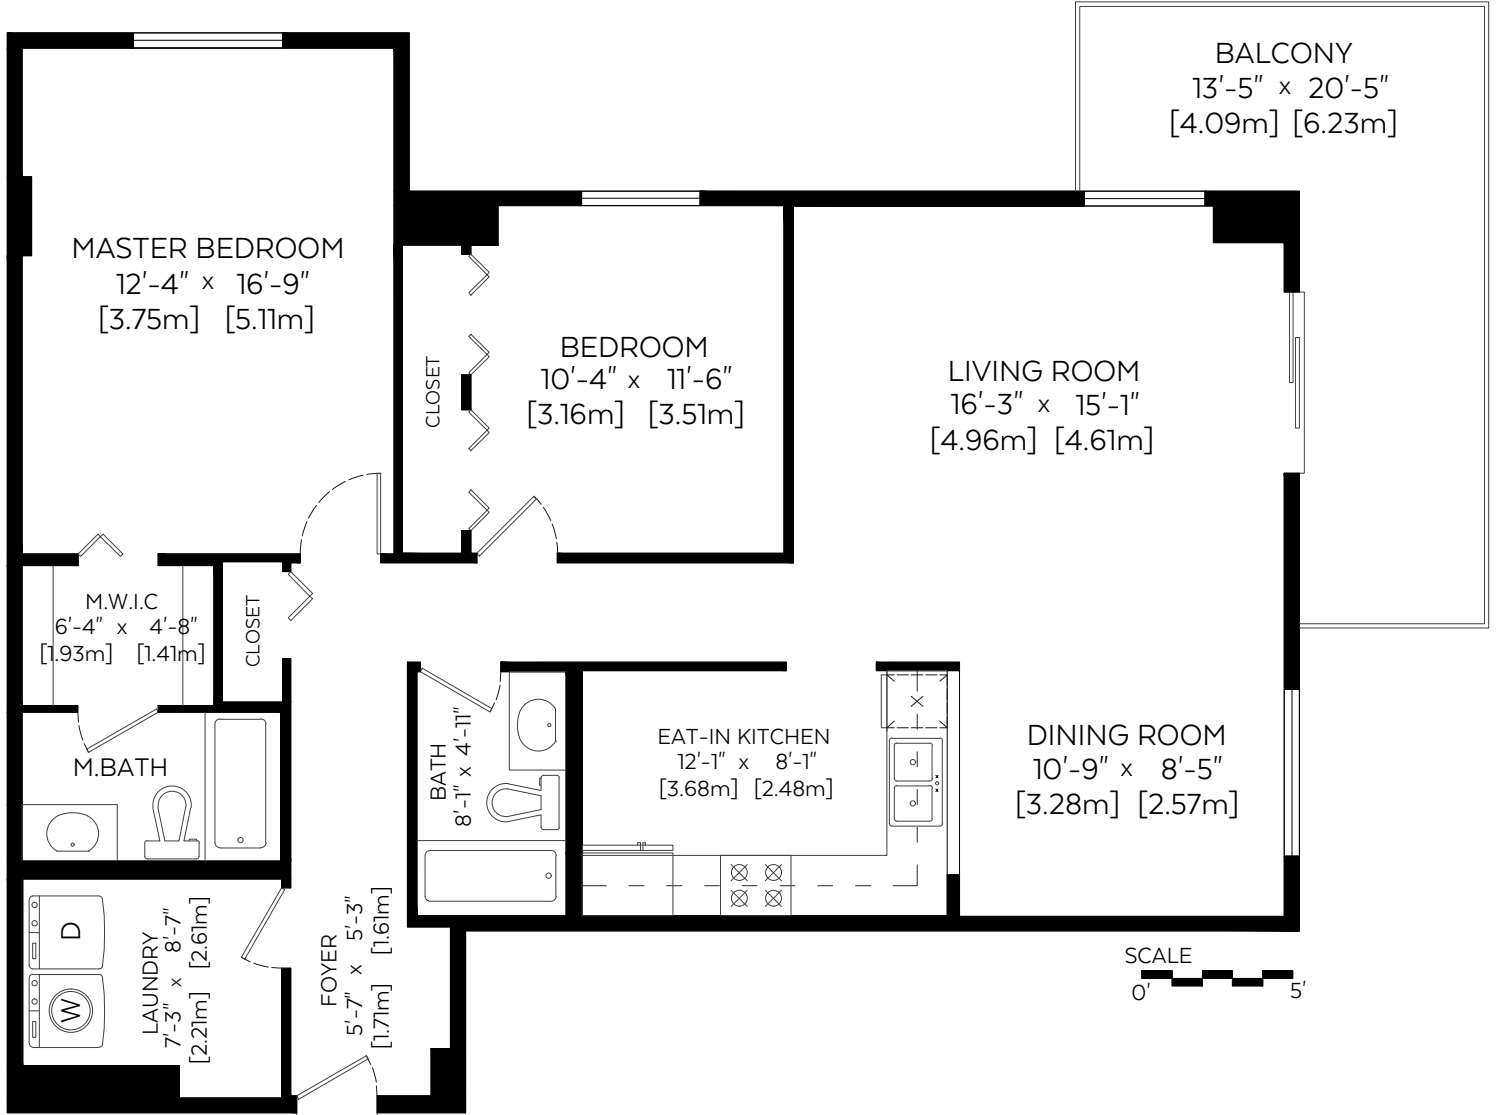 BALCONY
13'-5" x 20'-5"
[4.09m] [6.23m]
MASTER BEDROOM
12'-4" x 16'-9"
[3.75m] [5.11m]
CLOSET
BEDROOM
10'-4" x 11'-6"
[3.16m] [3.51m]
LIVING ROOM
16'-3" x 15'-1"
[4.96m] [4.61m]
M.W.I.C
6'-4" x 4'-8"
[1.93m] [1.41m]
CLOSET
M.BATH
BATH
8'-1" x 4'-11"
EAT-IN KITCHEN
12'-1" x 8'-1"
[3.68m] [2.48m]
X
DINING ROOM
10'-9" x 8'-5"
[3.28m] [2.57m]
D
W
LAUNDRY
7'-3" x 8'-7"
[2.21m] [2.61m]
FOYER
5'-7" x 5'-3"
[1.71m] [1.61m]
SCALE
0' 5'